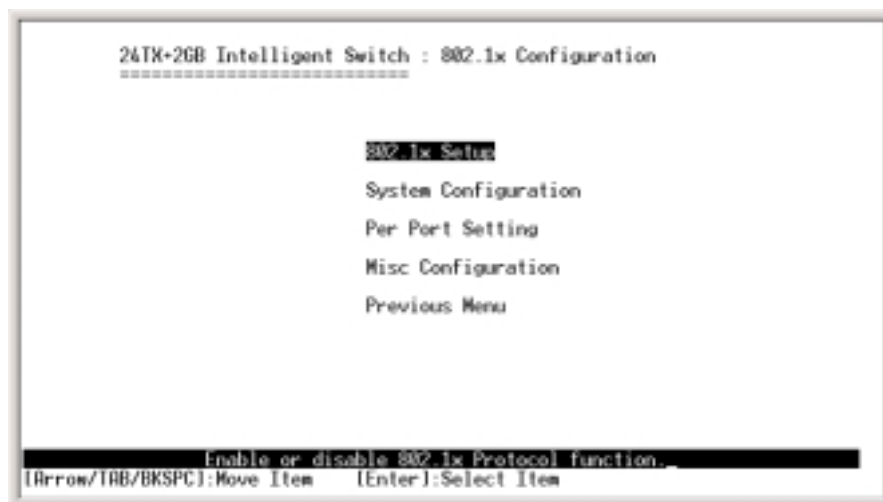 24TX+2GB Intelligent Switch : 802.1x Configuration
===========================
802.1x Setup
System Configuration
Per Port Setting
Misc Configuration
Previous Menu
Enable or disable 802.1x Protocol function._
[Arrow/TAB/BKSPC]:Move Item [Enter]:Select Item